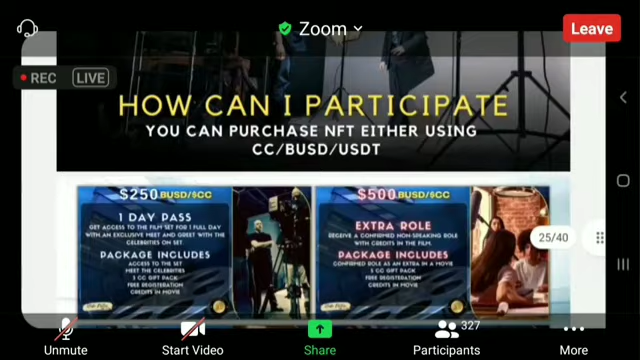 Zoom
Leave
REC LIVE
HOW CAN I PARTICIPATE
YOU CAN PURCHASE NFT EITHER USING
CC/BUSD/USDT
$250 BUSD/$CC
1 DAY PASS
GET ACCESS TO THE FILM SET FOR 1 FULL DAY
WITH AN EXCLUSIVE MEET AND GREET WITH THE
CELEBRITIES ON SET
PACKAGE INCLUDES
ACCESS TO THE SET
MEET THE CELEBRITIES
5 CC GIFT PACK
FREE REGISTERATION
CREDITS IN MOVIE
$500 BUSD/$CC
EXTRA ROLE
RECEIVE A CONFIRMED NON-SPEAKING ROLE
WITH CREDITS IN THE FILM.
PACKAGE INCLUDES
CONFIRMED ROLE AS AN EXTRA IN A MOVIE
5 CC GIFT PACK
FREE REGISTERATION
CREDITS IN MOVIE
25/40
327
Unmute
Start Video
Share
Participants
More